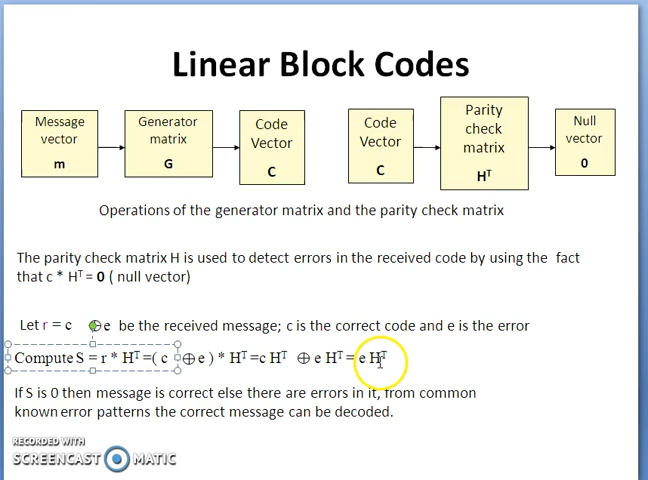 Linear Block Codes
Message vector m
Generator matrix G
Code Vector C
Code Vector C
Parity check matrix Hᵀ
Null vector 0
Operations of the generator matrix and the parity check matrix
The parity check matrix H is used to detect errors in the received code by using the fact
that c * Hᵀ = 0 ( null vector)
Let r = c ⊕ e be the received message; c is the correct code and e is the error
Compute S = r * Hᵀ =( c ⊕ e ) * Hᵀ =c Hᵀ ⊕ e Hᵀ = e Hᵀ
If S is 0 then message is correct else there are errors in it, from common
known error patterns the correct message can be decoded.
RECORDED WITH
SCREENCAST MATIC